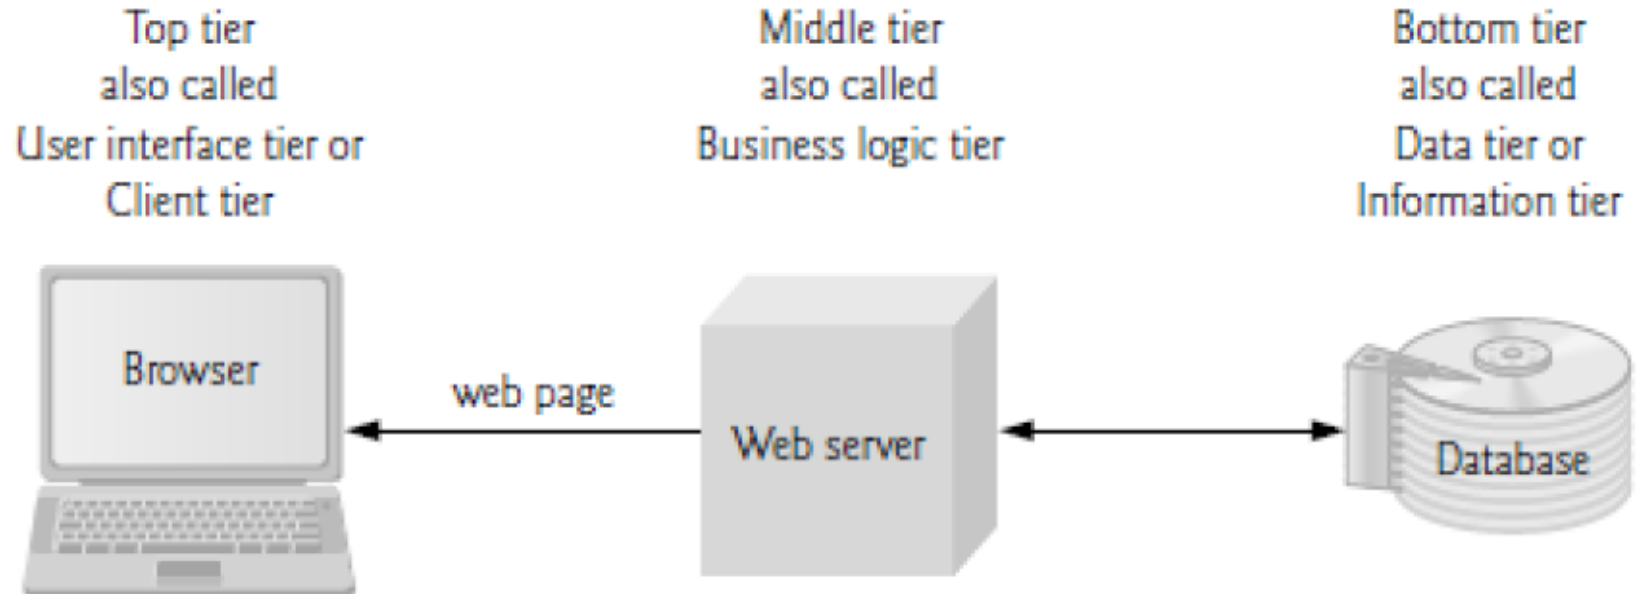 Top tier
also called
User interface tier or
Client tier
Middle tier
also called
Business logic tier
Bottom tier
also called
Data tier or
Information tier
Browser
web page
Web server
Database